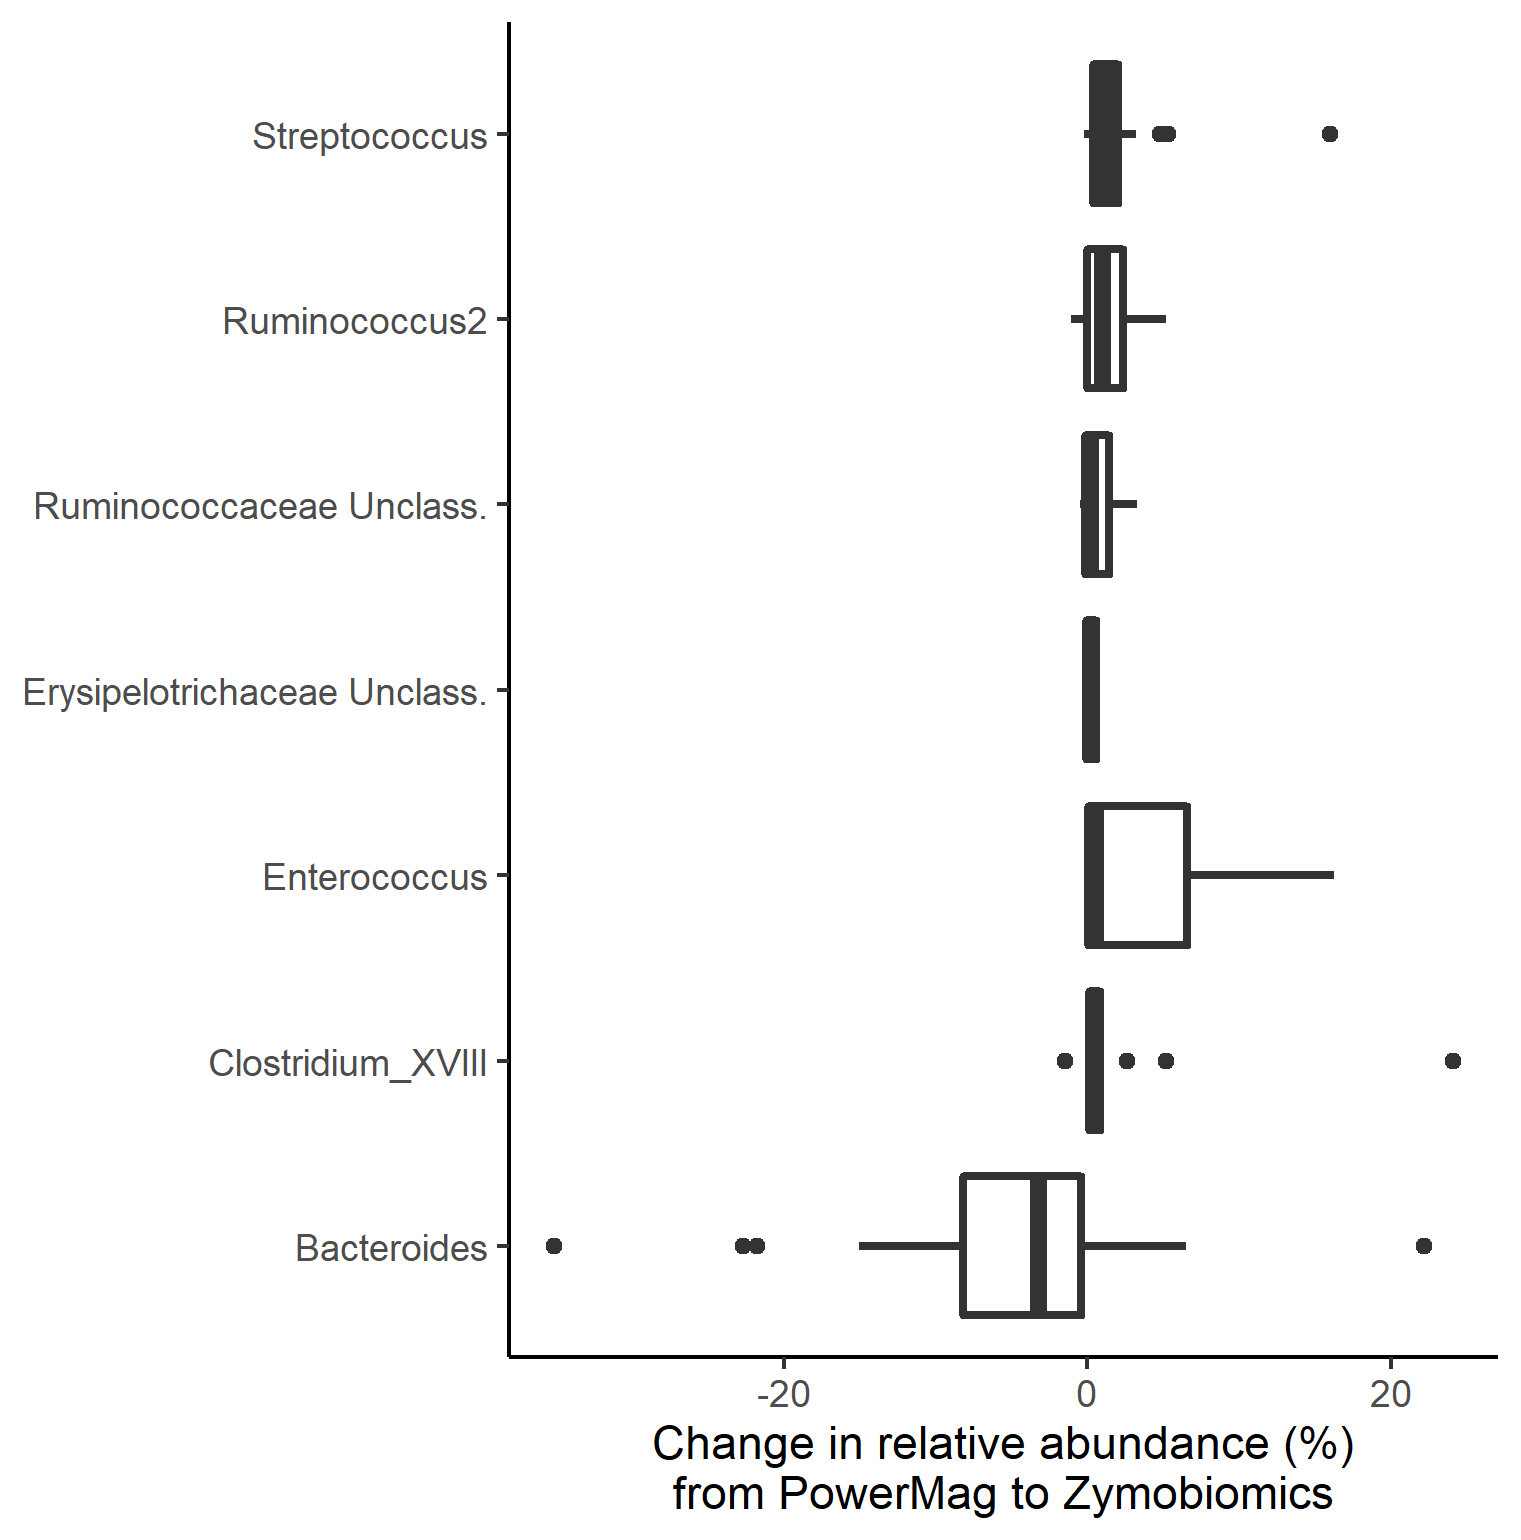 Streptococcus
Ruminococcus2
Ruminococcaceae Unclass.
Erysipelotrichaceae Unclass.
Enterococcus
Clostridium_XVIII
Bacteroides
-20 0 20
Change in relative abundance (%)
from PowerMag to Zymobiomics